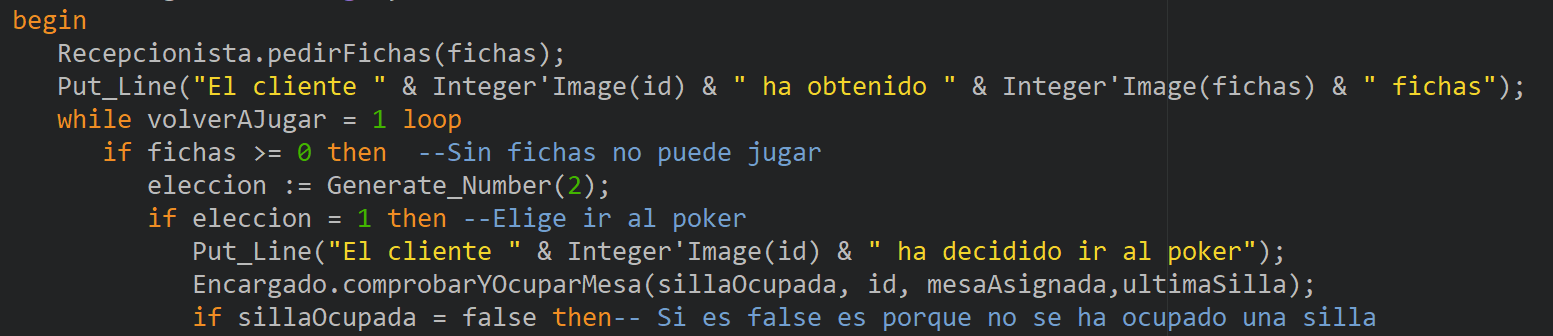 begin
Recepcionista.pedirFichas(fichas);
Put_Line("El cliente " & Integer'Image(id) & " ha obtenido " & Integer'Image(fichas) & " fichas");
while volverAJugar = 1 loop
if fichas >= 0 then  --Sin fichas no puede jugar
eleccion := Generate_Number(2);
if eleccion = 1 then --Elige ir al poker
Put_Line("El cliente " & Integer'Image(id) & " ha decidido ir al poker");
Encargado.comprobarYOcuparMesa(sillaOcupada, id, mesaAsignada,ultimaSilla);
if sillaOcupada = false then-- Si es false es porque no se ha ocupado una silla